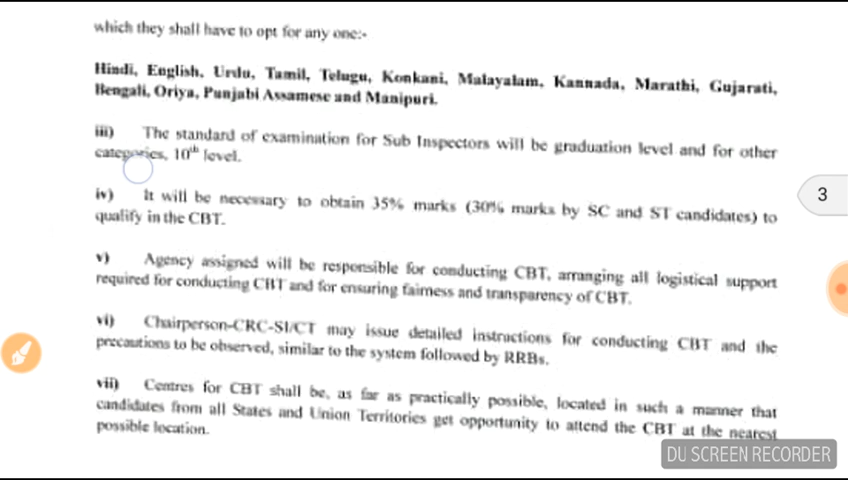 which they shall have to opt for any one:-
Hindi, English, Urdu, Tamil, Telugu, Konkani, Malayalam, Kannada, Marathi, Gujarati,
Bengali, Oriya, Punjabi Assamese and Manipuri.
iii) The standard of examination for Sub Inspectors will be graduation level and for other
categories, 10th level.
iv) It will be necessary to obtain 35% marks (30% marks by SC and ST candidates) to
qualify in the CBT.
3
v) Agency assigned will be responsible for conducting CBT, arranging all logistical support
required for conducting CBT and for ensuring fairness and transparency of CBT.
vi) Chairperson-CRC-SI/CT may issue detailed instructions for conducting CBT and the
precautions to be observed, similar to the system followed by RRBs.
vii) Centres for CBT shall be, as far as practically possible, located in such a manner that
candidates from all States and Union Territories get opportunity to attend the CBT at the nearest
possible location.
DU SCREEN RECORDER